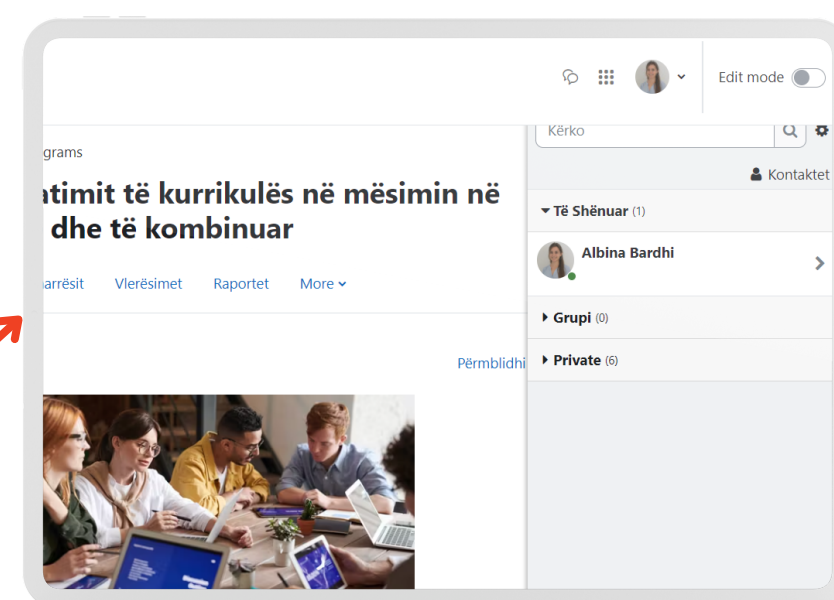 Edit mode
grams
atimit të kurrikulës në mësimin në
dhe të kombinuar
arrësit Vlerësimet Raportet More
Përmblidhi
Kërko
Kontaktet
Të Shënuar (1)
Albina Bardhi
Grupi (0)
Private (6)